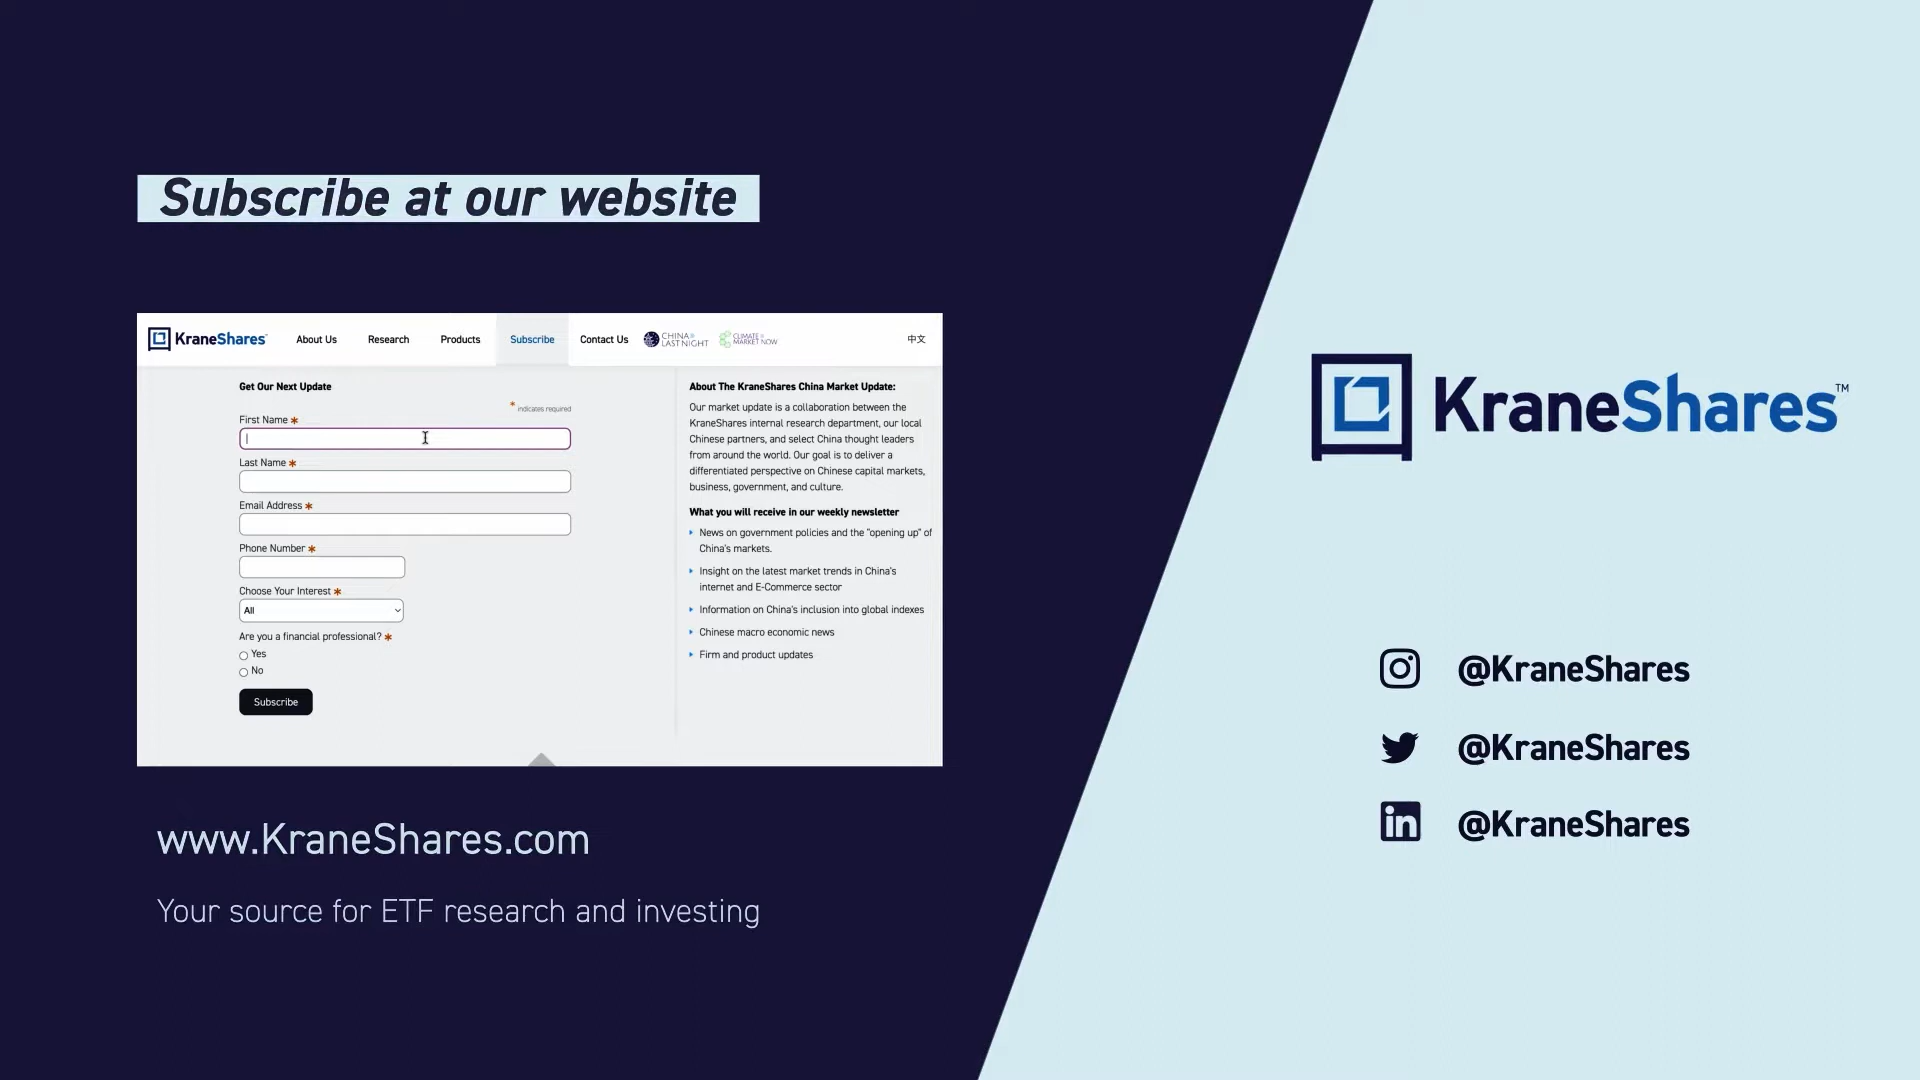 Subscribe at our website
KraneShares
About Us
Research
Products
Subscribe
Contact Us
CHINA
LAST NIGHT
CLIMATE
MARKET NOW
中文
Get Our Next Update
* indicates required
First Name *
Last Name *
Email Address *
Phone Number *
Choose Your Interest *
All
Are you a financial professional? *
Yes
No
Subscribe
About The KraneShares China Market Update:
Our market update is a collaboration between the
KraneShares internal research department, our local
Chinese partners, and select China thought leaders
from around the world. Our goal is to deliver a
differentiated perspective on Chinese capital markets,
business, government, and culture.
What you will receive in our weekly newsletter
News on government policies and the "opening up" of
China's markets.
Insight on the latest market trends in China's
internet and E-Commerce sector
Information on China's inclusion into global indexes
Chinese macro economic news
Firm and product updates
www.KraneShares.com
Your source for ETF research and investing
KraneShares™
@KraneShares
@KraneShares
in @KraneShares